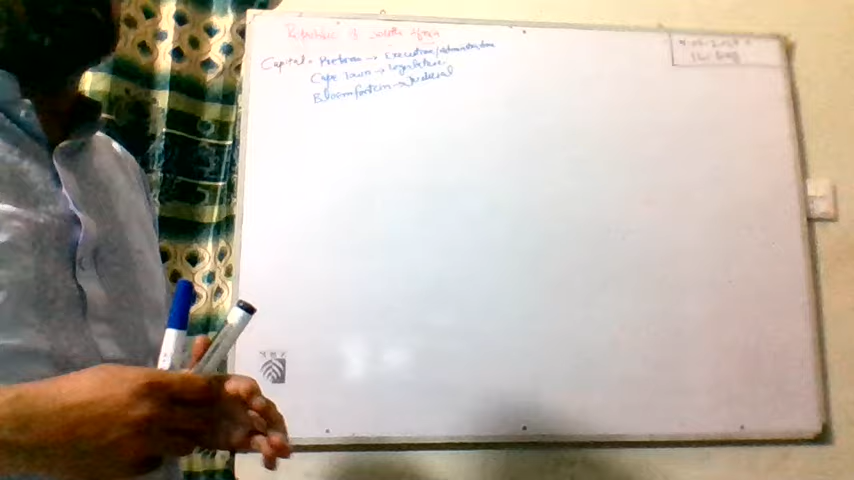 Republic of South Africa
Capital → Pretoria → Executive/Administration
Cape Town → Legislature
Bloemfontein → Judicial